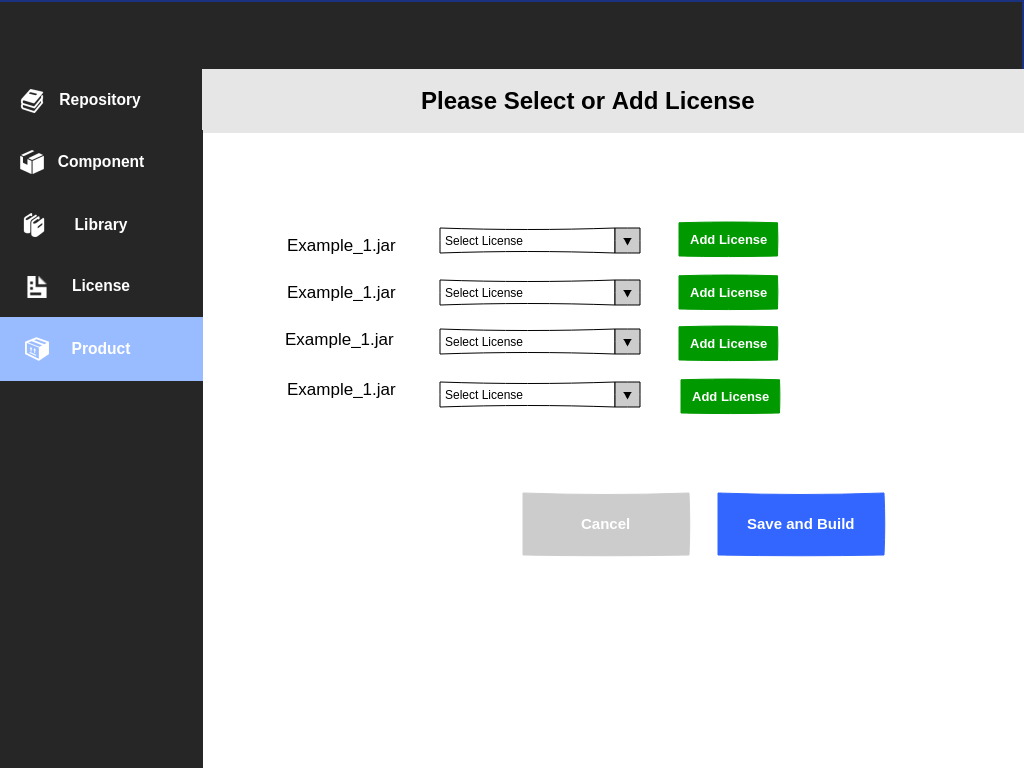 Please Select or Add License
Repository
Component
Library
License
Product
Example_1.jar Select License Add License
Example_1.jar Select License Add License
Example_1.jar Select License Add License
Example_1.jar Select License Add License
Cancel Save and Build